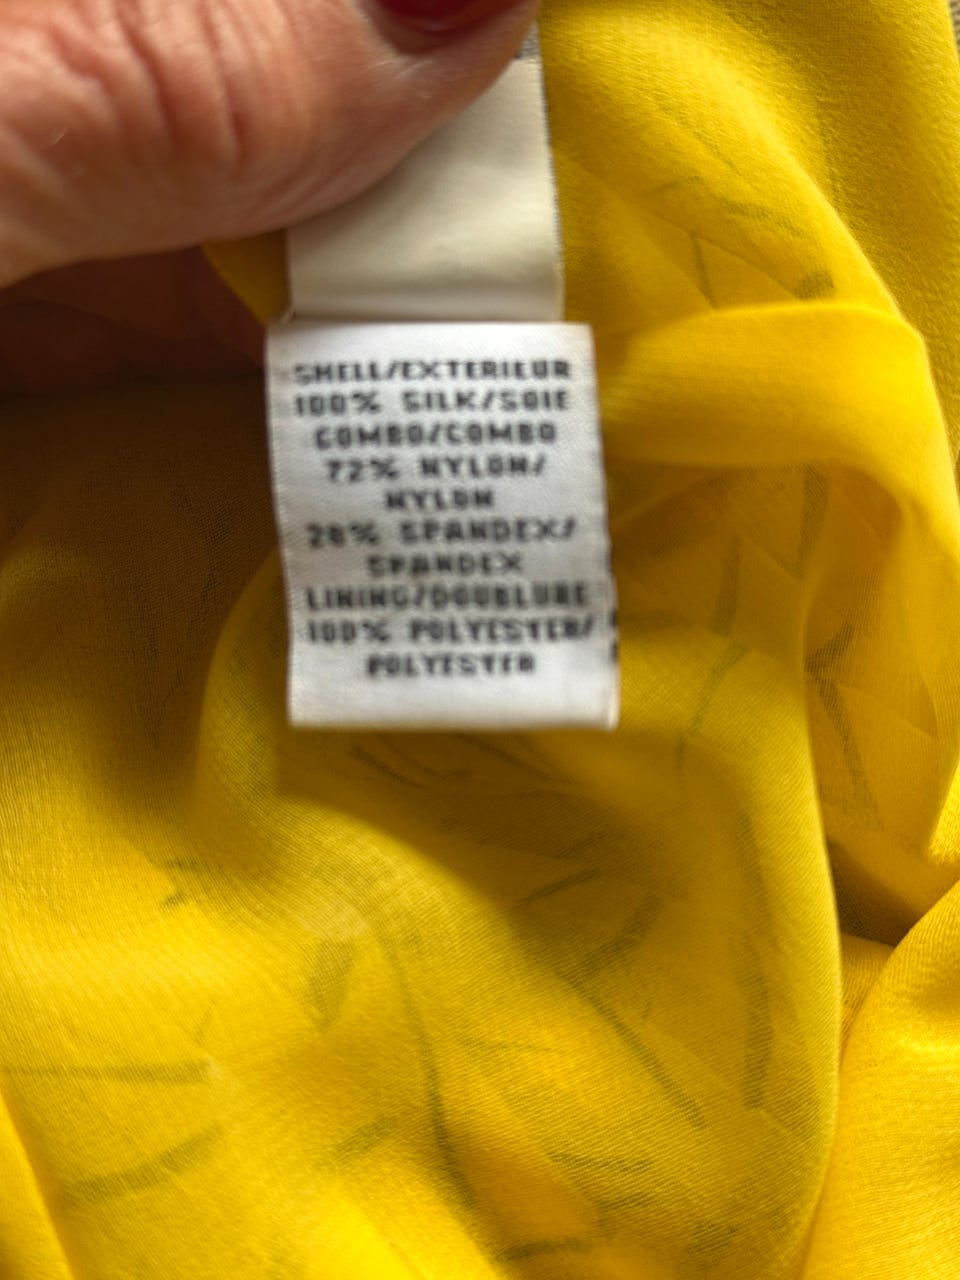 SHELL/EXTERIEUR
100% SILK/SOIE
COMBO/COMBO
72% NYLON/
NYLON
28% SPANDEX/
SPANDEX
LINING/DOUBLURE
100% POLYESTER/
POLYESTER